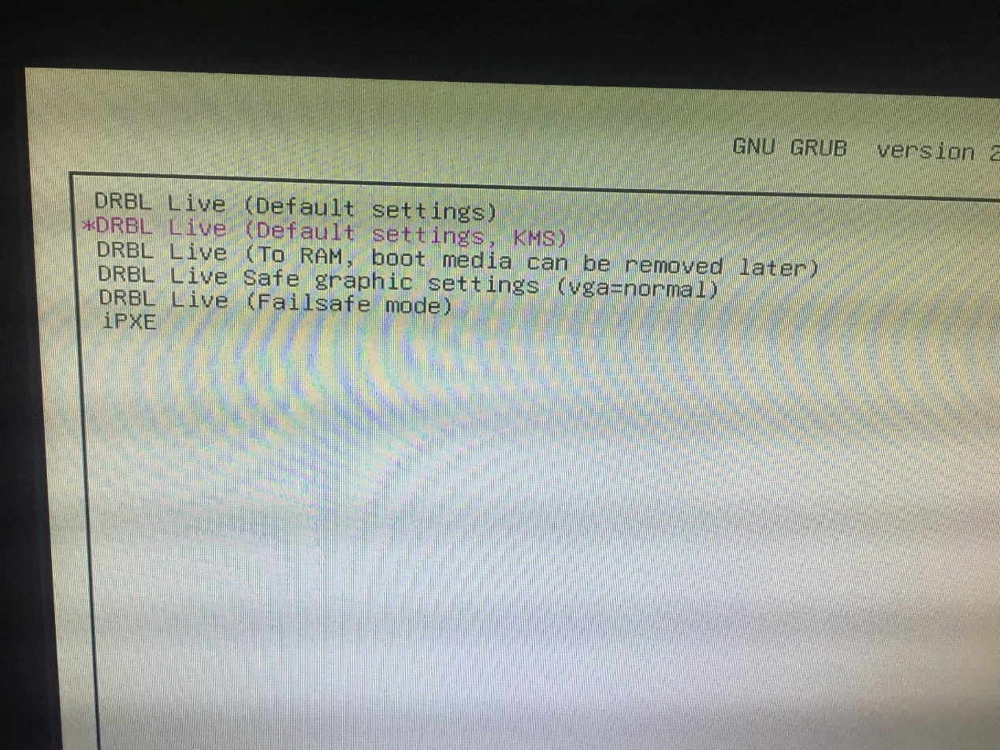 GNU GRUB version 2
DRBL Live (Default settings)
*DRBL Live (Default settings, KMS)
DRBL Live (To RAM, boot media can be removed later)
DRBL Live Safe graphic settings (vga=normal)
DRBL Live (Failsafe mode)
iPXE